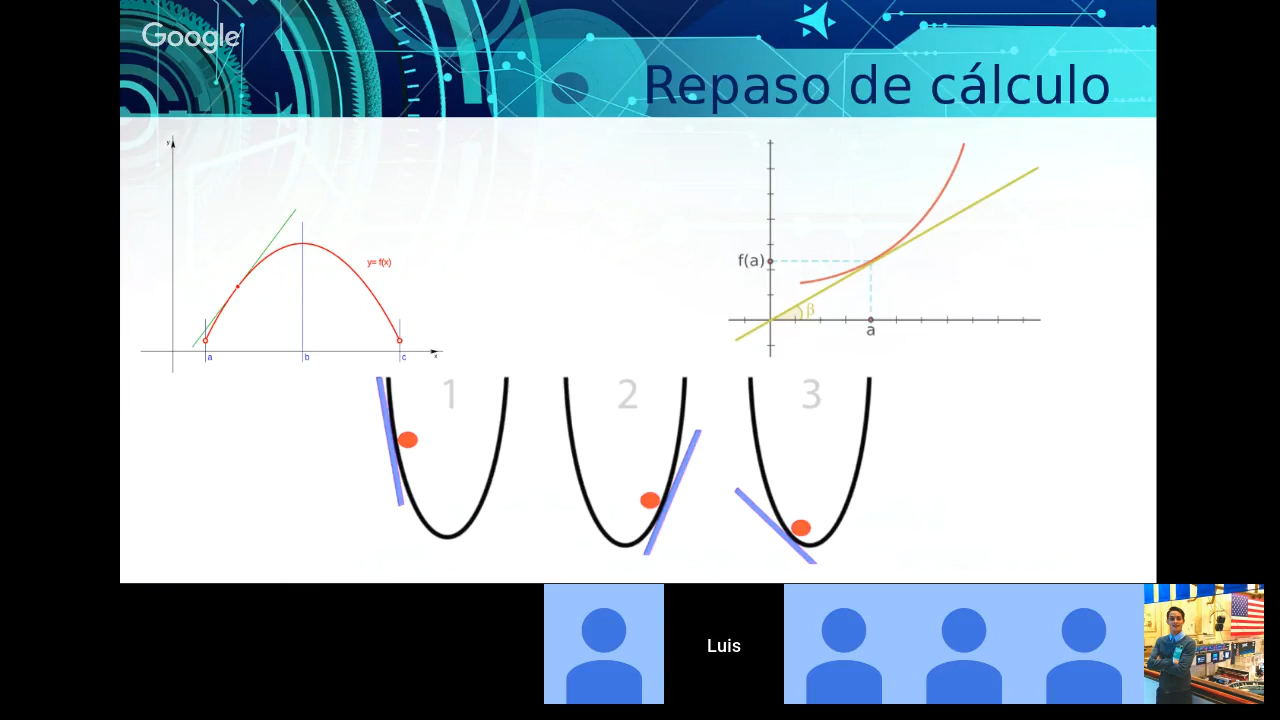 Google
Repaso de cálculo
y
y= f(x)
a
b
c
x
f(a)
β
a
1
2
3
Luis